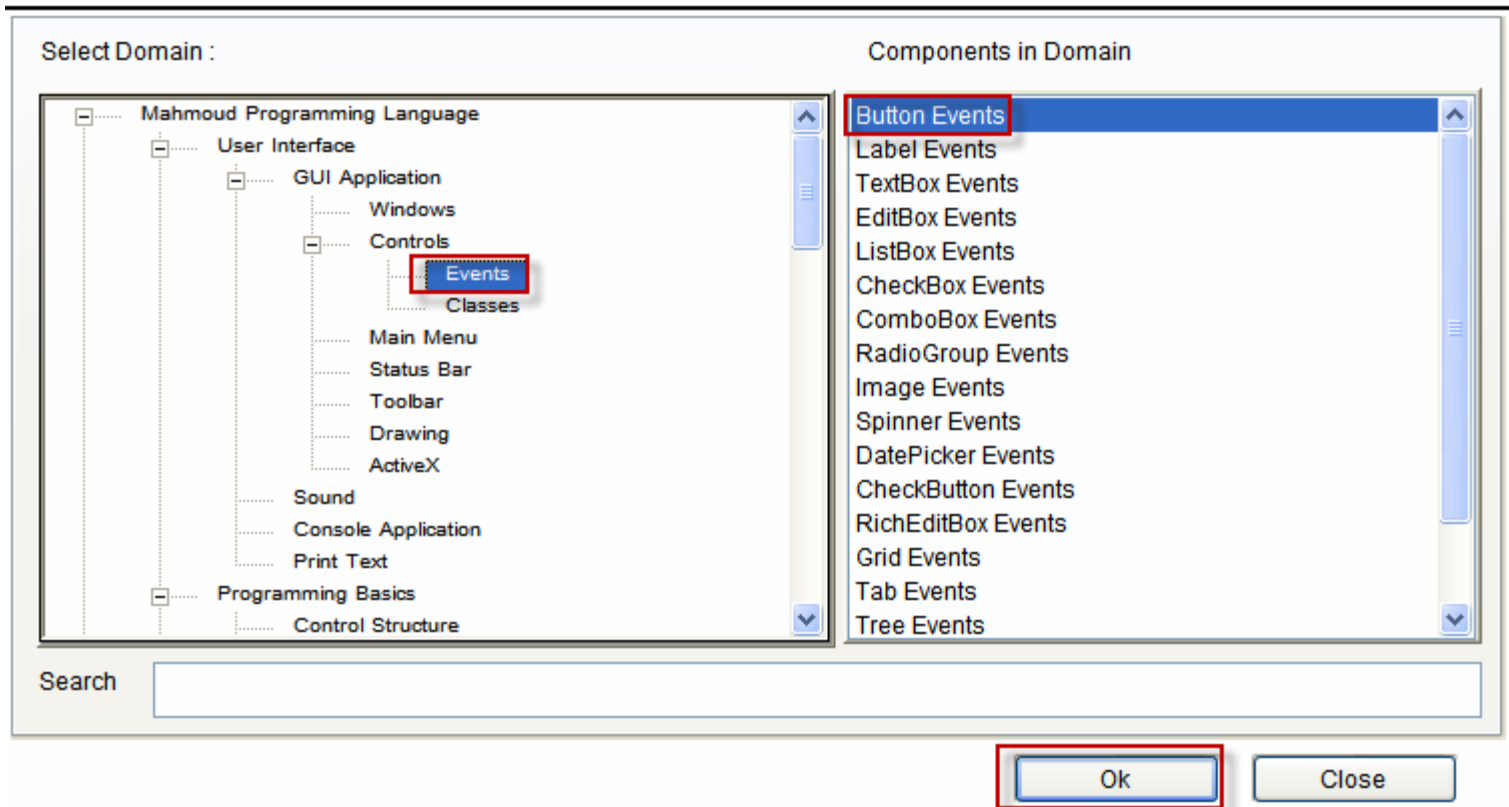 Select Domain :
Components in Domain
Mahmoud Programming Language
User Interface
GUI Application
Windows
Controls
Events
Classes
Main Menu
Status Bar
Toolbar
Drawing
ActiveX
Sound
Console Application
Print Text
Programming Basics
Control Structure
Button Events
Label Events
TextBox Events
EditBox Events
ListBox Events
CheckBox Events
ComboBox Events
RadioGroup Events
Image Events
Spinner Events
DatePicker Events
CheckButton Events
RichEditBox Events
Grid Events
Tab Events
Tree Events
Search
Ok
Close